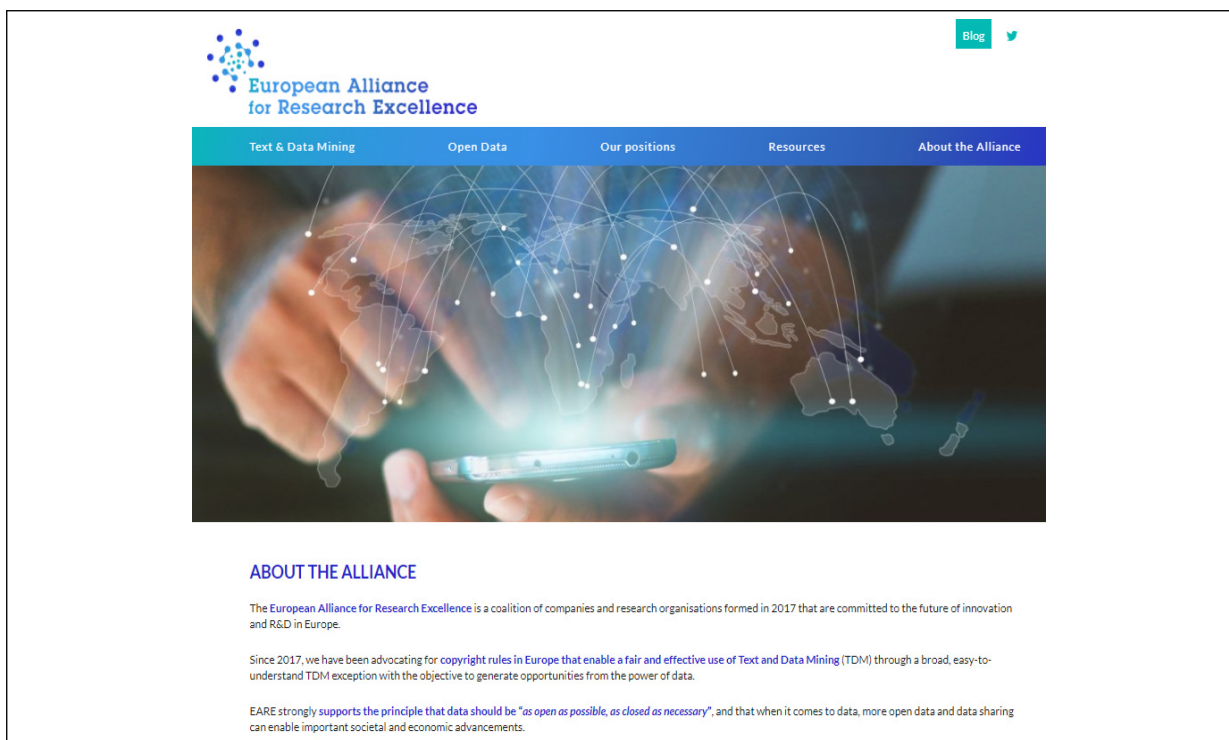 Blog
European Alliance
for Research Excellence
Text & Data Mining
Open Data
Our positions
Resources
About the Alliance
ABOUT THE ALLIANCE
The European Alliance for Research Excellence is a coalition of companies and research organisations formed in 2017 that are committed to the future of innovation
and R&D in Europe.
Since 2017, we have been advocating for copyright rules in Europe that enable a fair and effective use of Text and Data Mining (TDM) through a broad, easy-to-
understand TDM exception with the objective to generate opportunities from the power of data.
EARE strongly supports the principle that data should be “as open as possible, as closed as necessary”, and that when it comes to data, more open data and data sharing
can enable important societal and economic advancements.